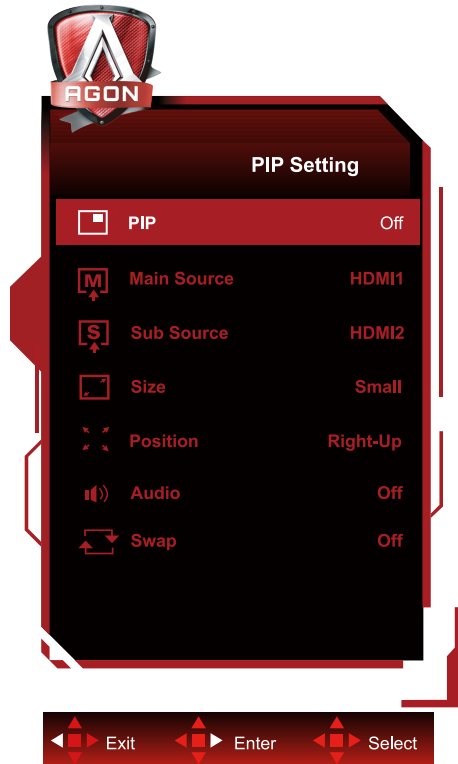 AGON
PIP Setting
PIP Off
M Main Source HDMI1
S Sub Source HDMI2
Size Small
Position Right-Up
Audio Off
Swap Off
Exit Enter Select